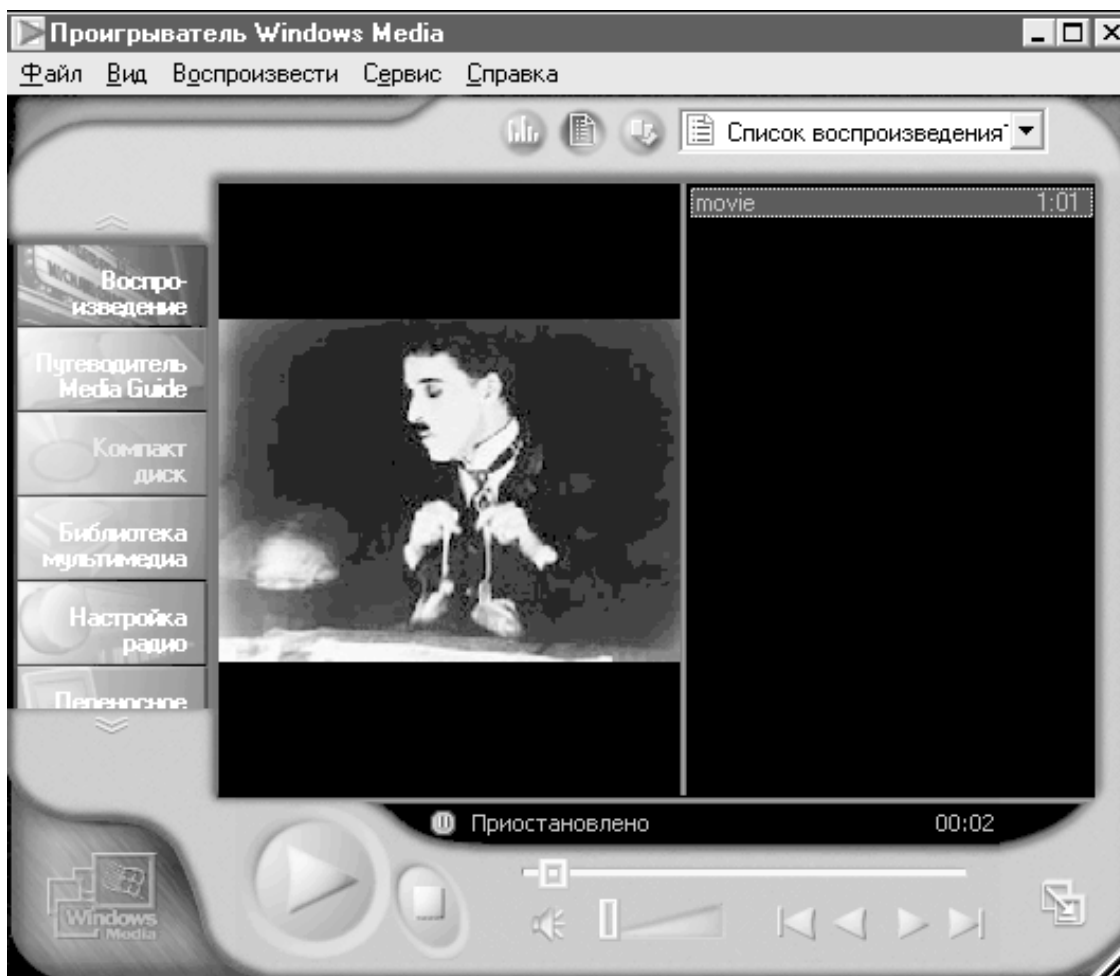 Проигрыватель Windows Media
Файл Вид Воспроизвести Сервис Справка
Список воспроизведения
movie 1:01
Воспро-
изведение
Путеводитель
Media Guide
Компакт
диск
Библиотека
мультимедиа
Настройка
радио
Переносное
Приостановлено 00:02
Windows
Media